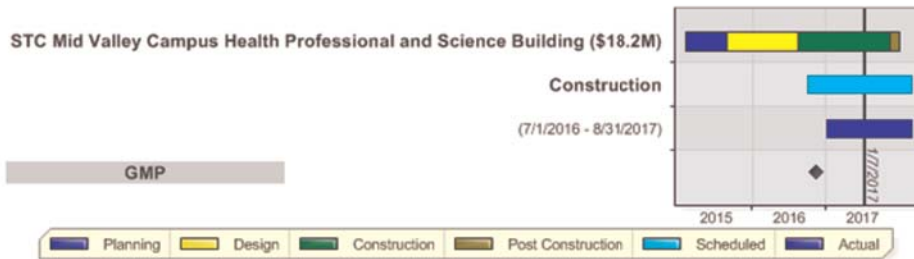 STC Mid Valley Campus Health Professional and Science Building ($18.2M)
Construction
(7/1/2016 - 8/31/2017)
GMP
1/7/2017
2015 2016 2017
Planning Design Construction Post Construction Scheduled Actual